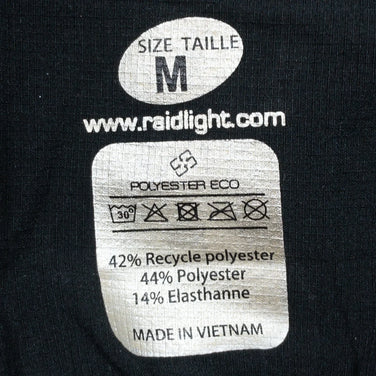 SIZE TAILLE
M
www.raidlight.com
POLYESTER ECO
30°
42% Recycle polyester
44% Polyester
14% Elasthanne
MADE IN VIETNAM